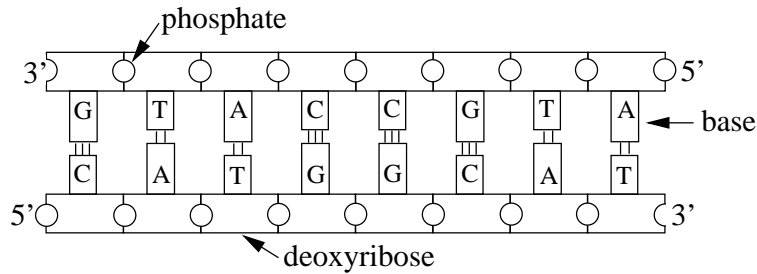 phosphate
3’ 5’
G T A C C G T A
base
C A T G G C A T
5’ 3’
deoxyribose